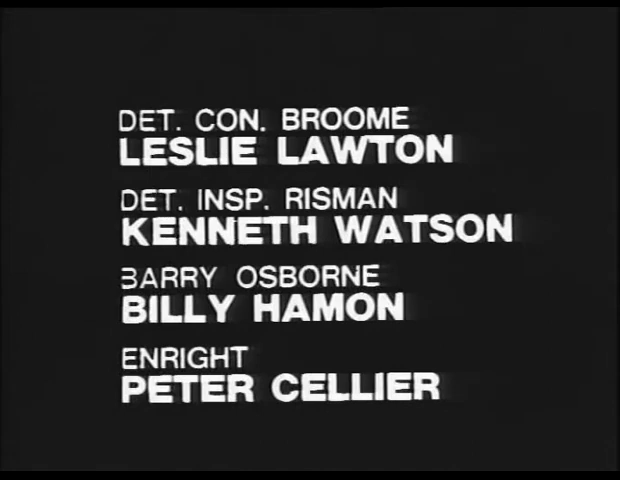 DET. CON. BROOME
LESLIE LAWTON
DET. INSP. RISMAN
KENNETH WATSON
BARRY OSBORNE
BILLY HAMON
ENRIGHT
PETER CELLIER